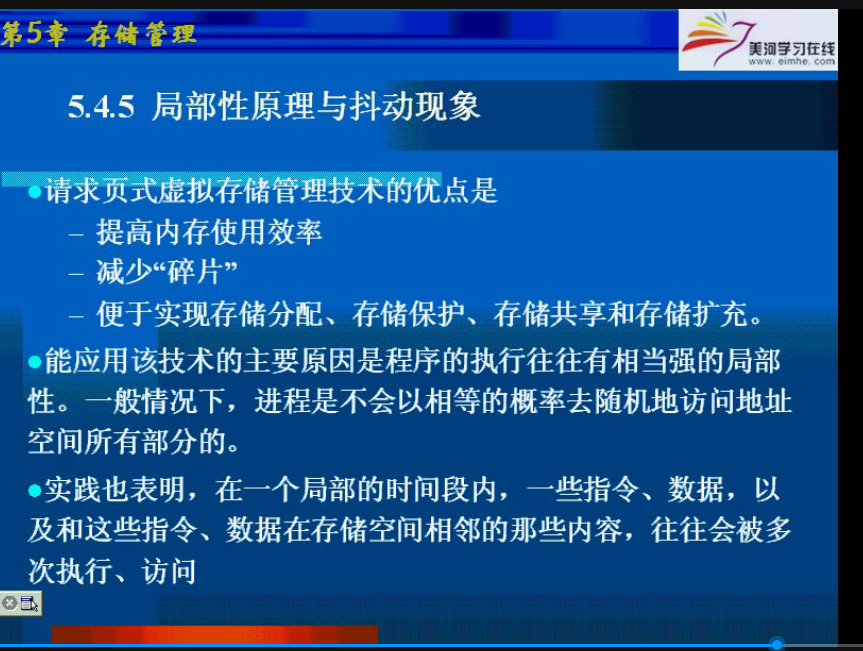 第5章 存储管理
美河学习在线
www. eimhe. com
5.4.5 局部性原理与抖动现象
●请求页式虚拟存储管理技术的优点是
– 提高内存使用效率
– 减少“碎片”
– 便于实现存储分配、存储保护、存储共享和存储扩充。
●能应用该技术的主要原因是程序的执行往往有相当强的局部
性。一般情况下，进程是不会以相等的概率去随机地访问地址
空间所有部分的。
●实践也表明，在一个局部的时间段内，一些指令、数据，以
及和这些指令、数据在存储空间相邻的那些内容，往往会被多
次执行、访问